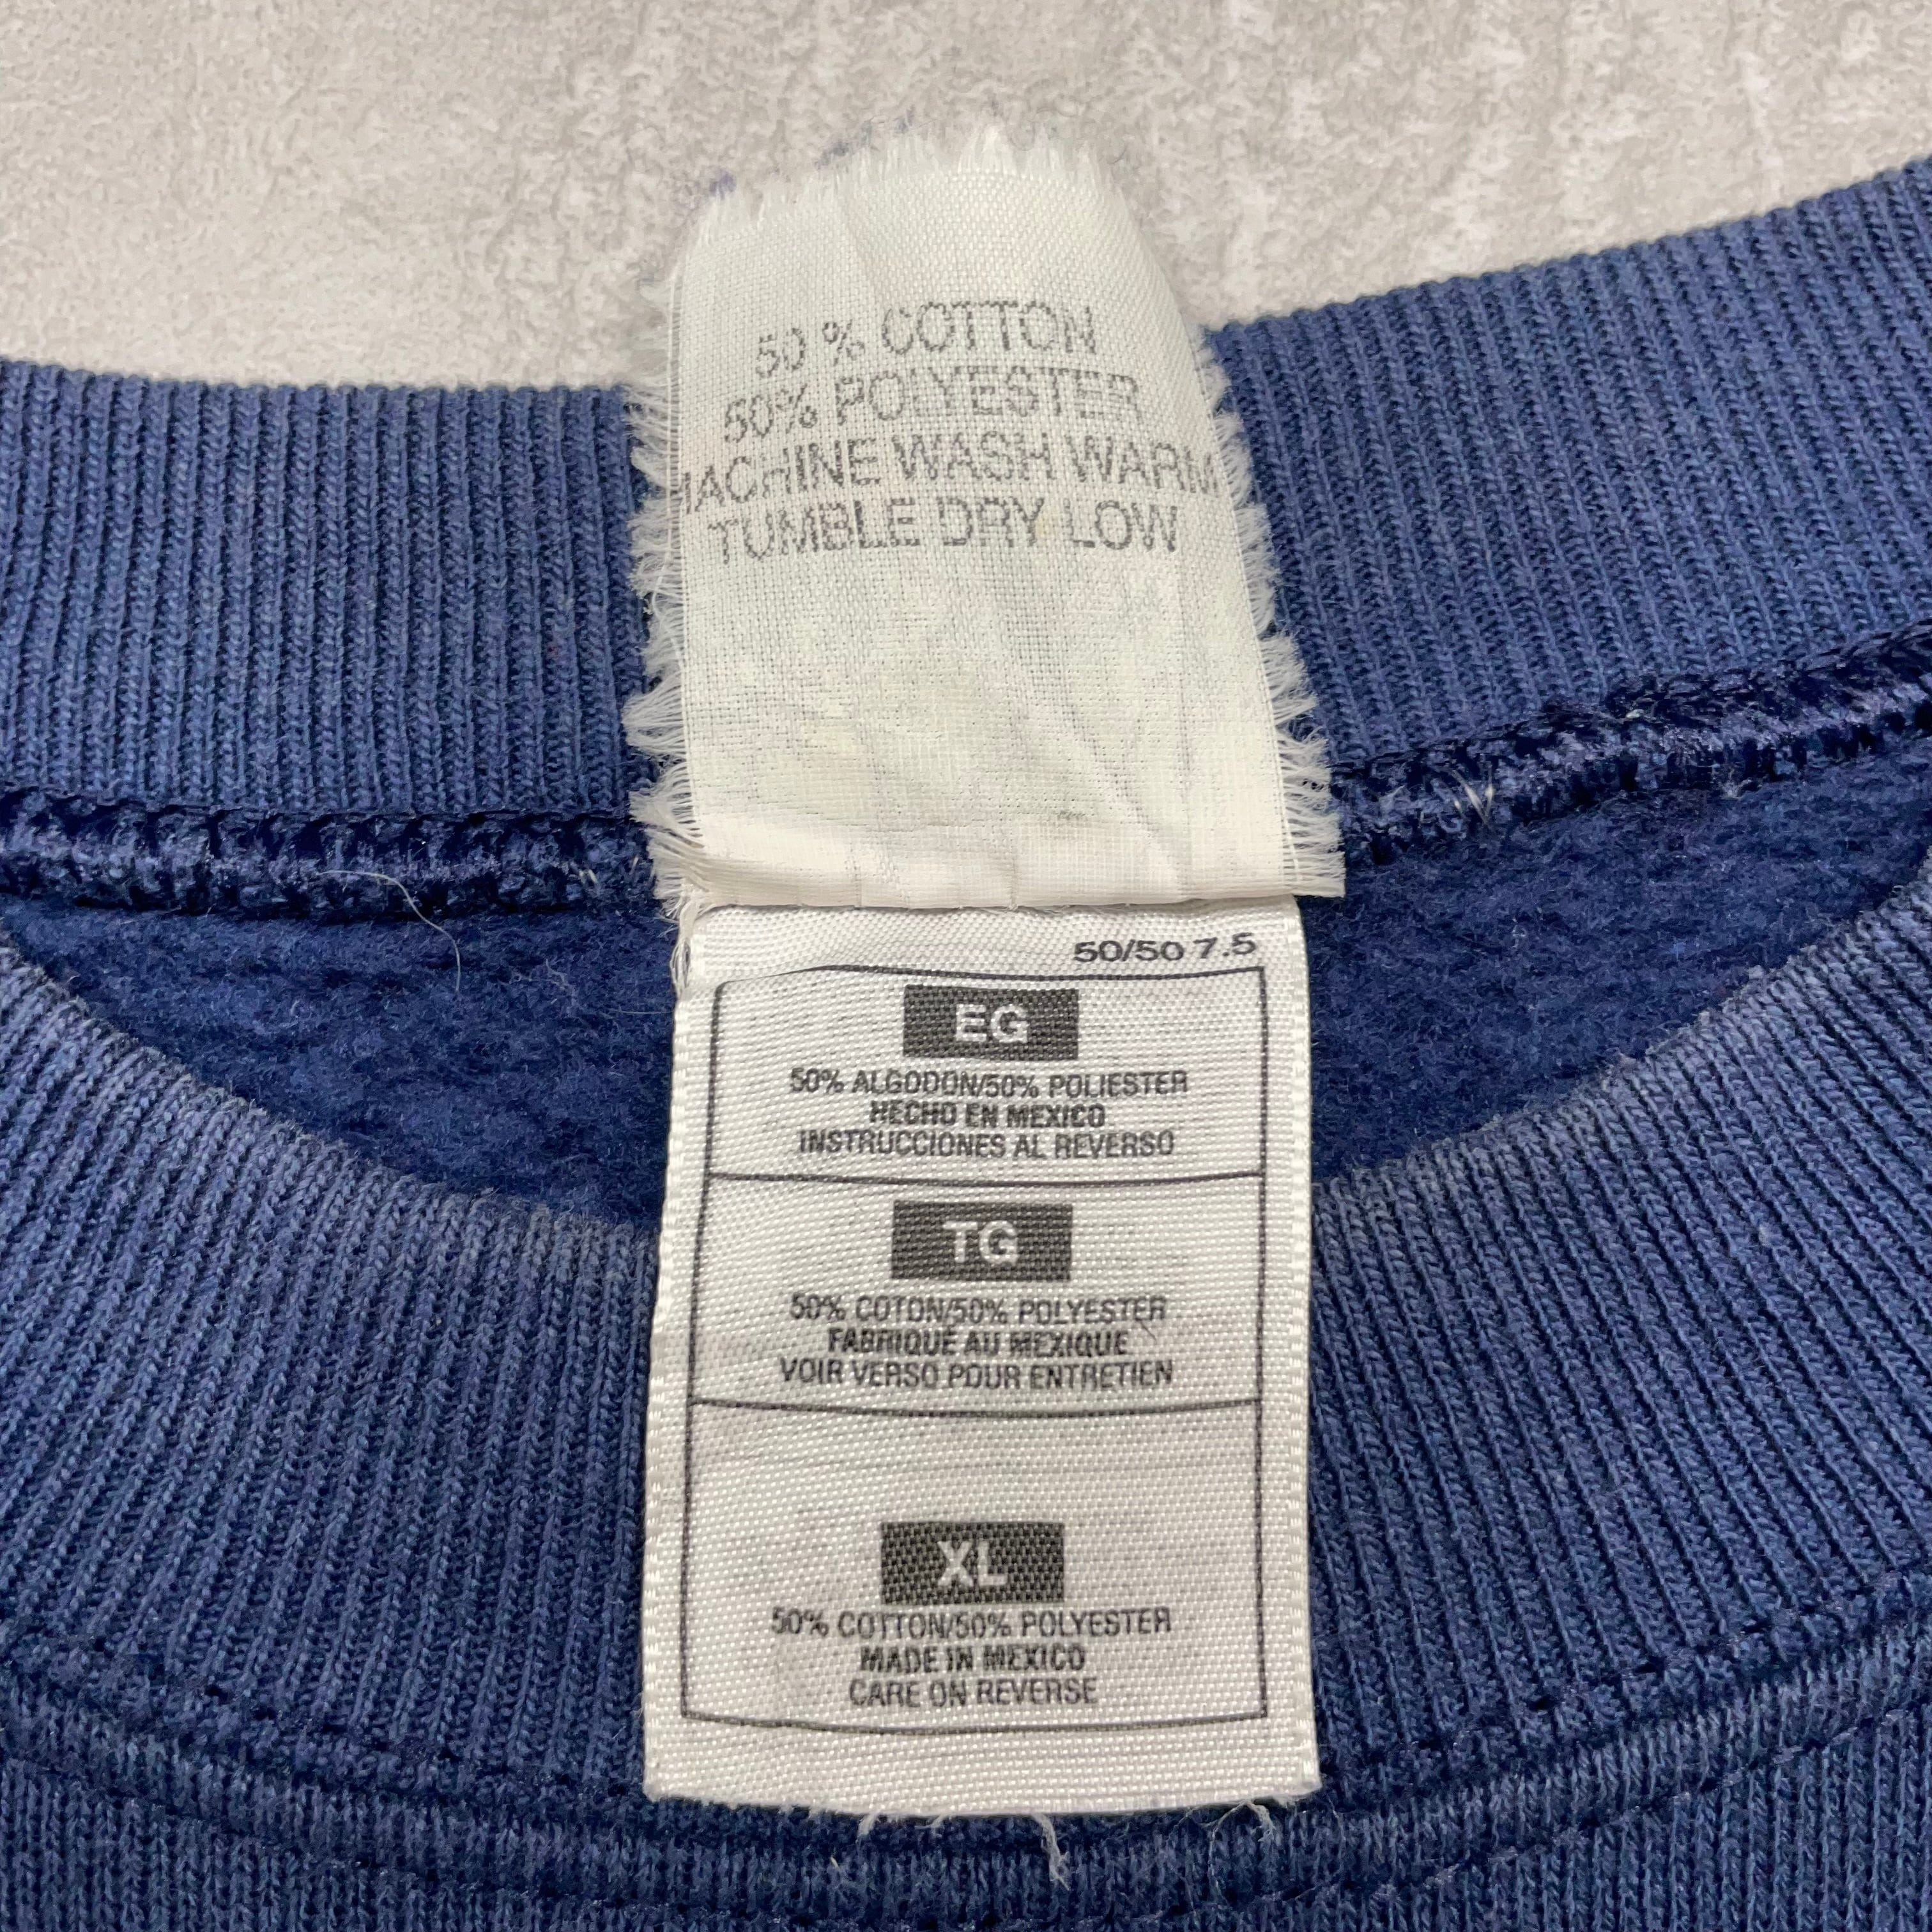 50 % COTTON
50% POLYESTER
MACHINE WASH WARM
TUMBLE DRY LOW
50/50 7.5
EG
50% ALGODON/50% POLIESTER
HECHO EN MEXICO
INSTRUCCIONES AL REVERSO
TG
50% COTON/50% POLYESTER
FABRIQUÉ AU MEXIQUE
VOIR VERSO POUR ENTRETIEN
XL
50% COTTON/50% POLYESTER
MADE IN MEXICO
CARE ON REVERSE